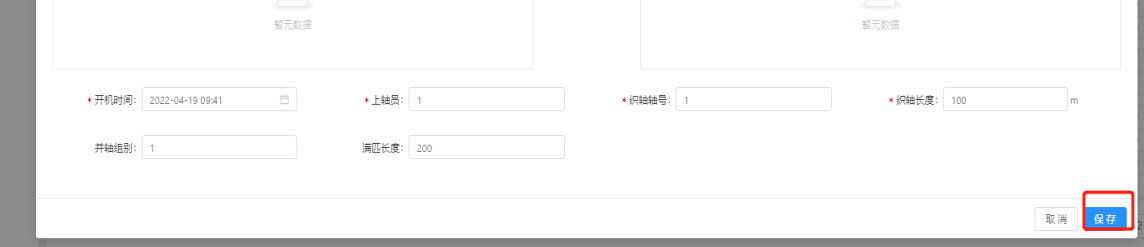 暂无数据 暂无数据
* 开机时间： 2022-04-19 09:41 * 上轴员： 1 * 织轴轴号： 1 * 织轴长度： 100 m
并轴组别： 1 满匹长度： 200
取 消 保 存